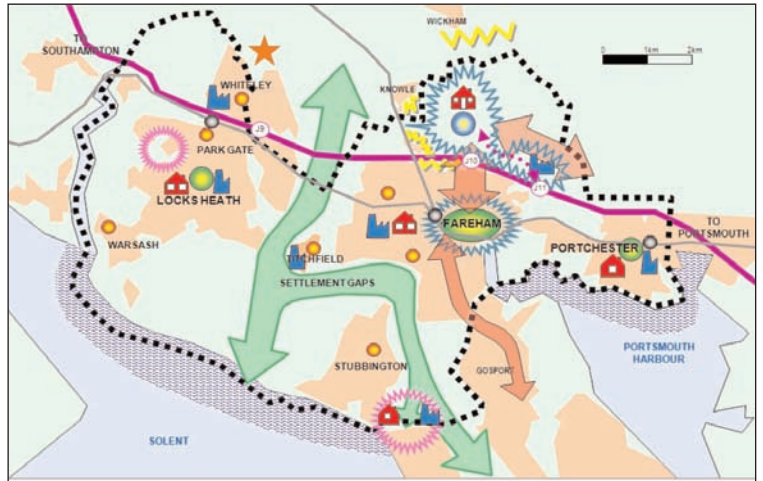 WICKHAM
TO
SOUTHAMPTON
0 1km 2km
WHITELEY
KNOWLE
J9
PARK GATE
J10
J11
LOCKS HEATH
FAREHAM
TO
PORTSMOUTH
WARSASH
PORTCHESTER
TITCHFIELD
SETTLEMENT GAPS
STUBBINGTON
GOSPORT
PORTSMOUTH
HARBOUR
SOLENT